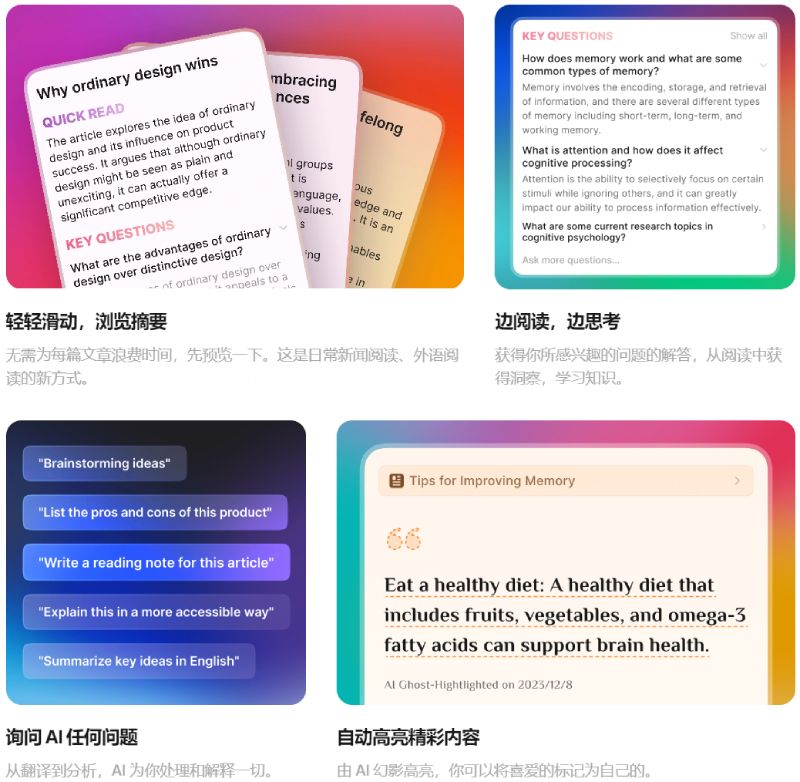 Why ordinary design wins
QUICK READ
The article explores the idea of ordinary
design and its influence on product
success. It argues that although ordinary
design might be seen as plain and
unexciting, it can actually offer a
significant competitive edge.
KEY QUESTIONS
What are the advantages of ordinary
design over distinctive design?
es of ordinary design over
appeals to a
mbracing
nces
groups
t is
anguage,
values.
s
ing
felong
ous
edge and
. It is an
nables
e in
轻轻滑动，浏览摘要
无需为每篇文章浪费时间，先预览一下。这是日常新闻阅读、外语阅
读的新方式。
KEY QUESTIONS
Show all
How does memory work and what are some
common types of memory?
Memory involves the encoding, storage, and retrieval
of information, and there are several different types
of memory including short-term, long-term, and
working memory.
What is attention and how does it affect
cognitive processing?
Attention is the ability to selectively focus on certain
stimuli while ignoring others, and it can greatly
impact our ability to process information effectively.
What are some current research topics in
cognitive psychology?
Ask more questions...
边阅读，边思考
获得你所感兴趣的问题的解答，从阅读中获
得洞察，学习知识。
"Brainstorming ideas"
"List the pros and cons of this product"
"Write a reading note for this article"
"Explain this in a more accessible way"
"Summarize key ideas in English"
询问 AI 任何问题
从翻译到分析，AI 为你处理和解释一切。
Tips for Improving Memory
Eat a healthy diet: A healthy diet that
includes fruits, vegetables, and omega-3
fatty acids can support brain health.
AI Ghost-Hightlighted on 2023/12/8
自动高亮精彩内容
由 AI 幻影高亮，你可以将喜爱的标记为自己的。